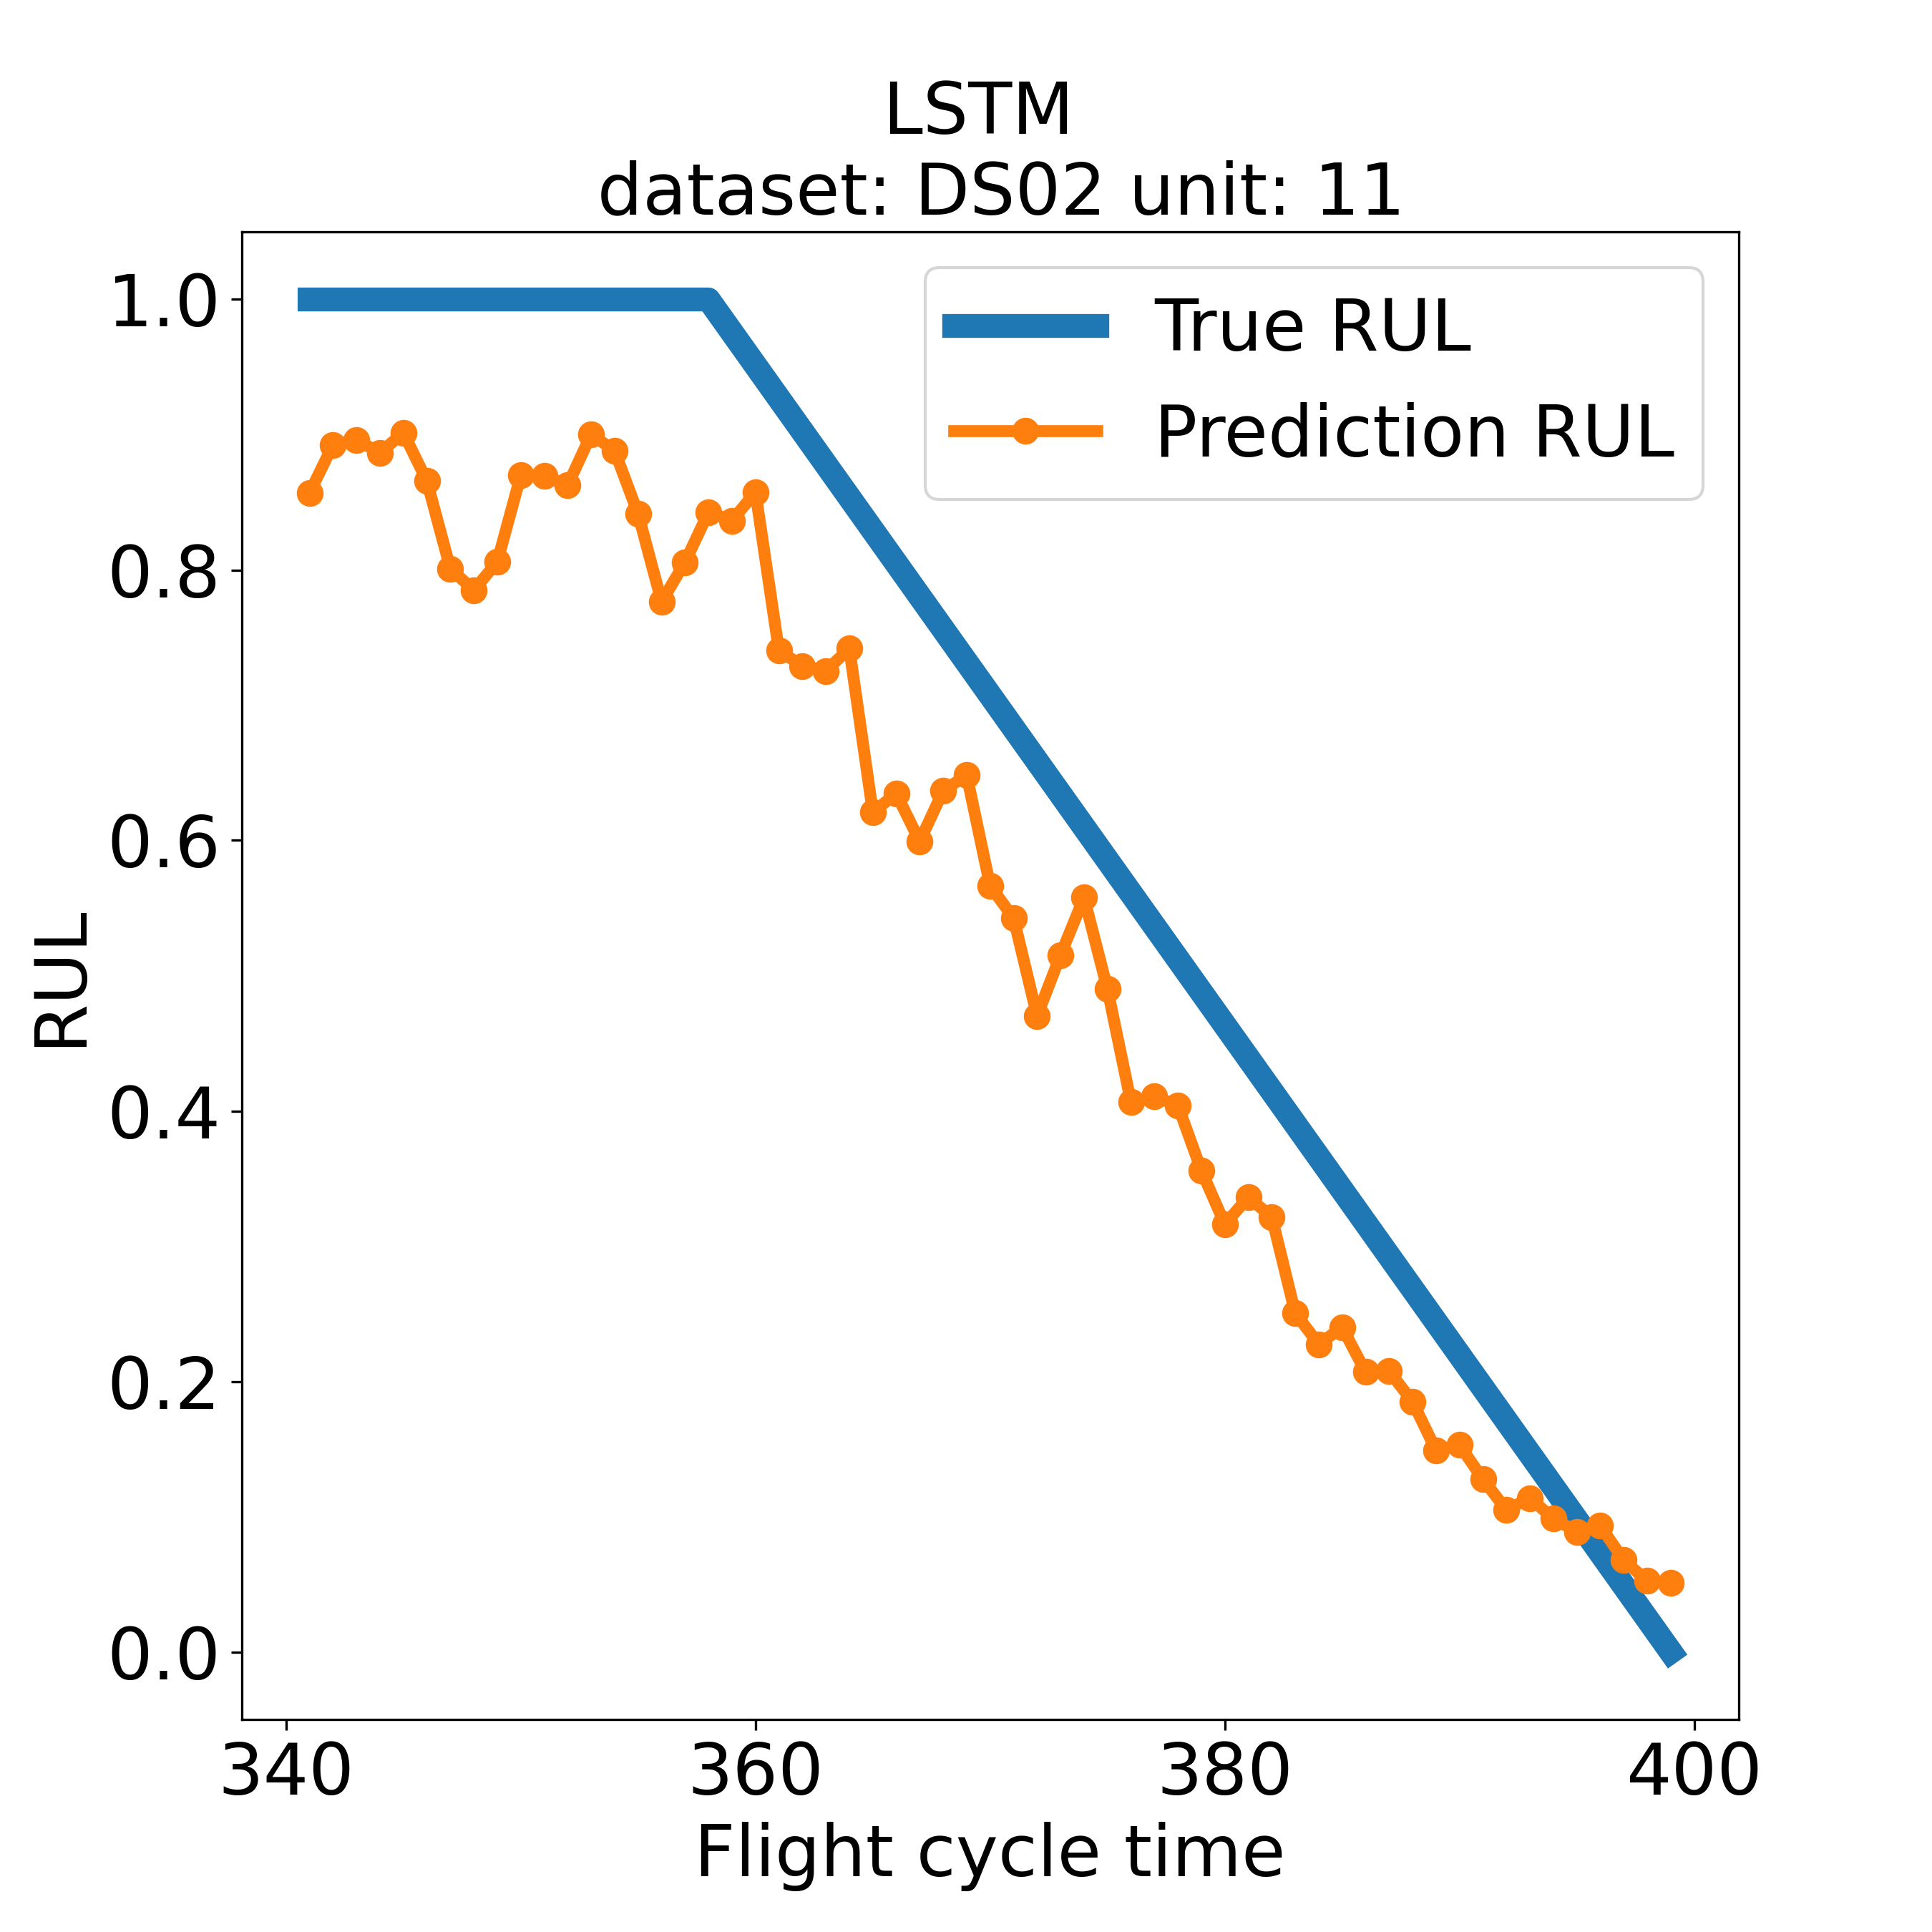 LSTM
dataset: DS02 unit: 11
True RUL
Prediction RUL
1.0
0.8
0.6
0.4
0.2
0.0
RUL
340
360
380
400
Flight cycle time